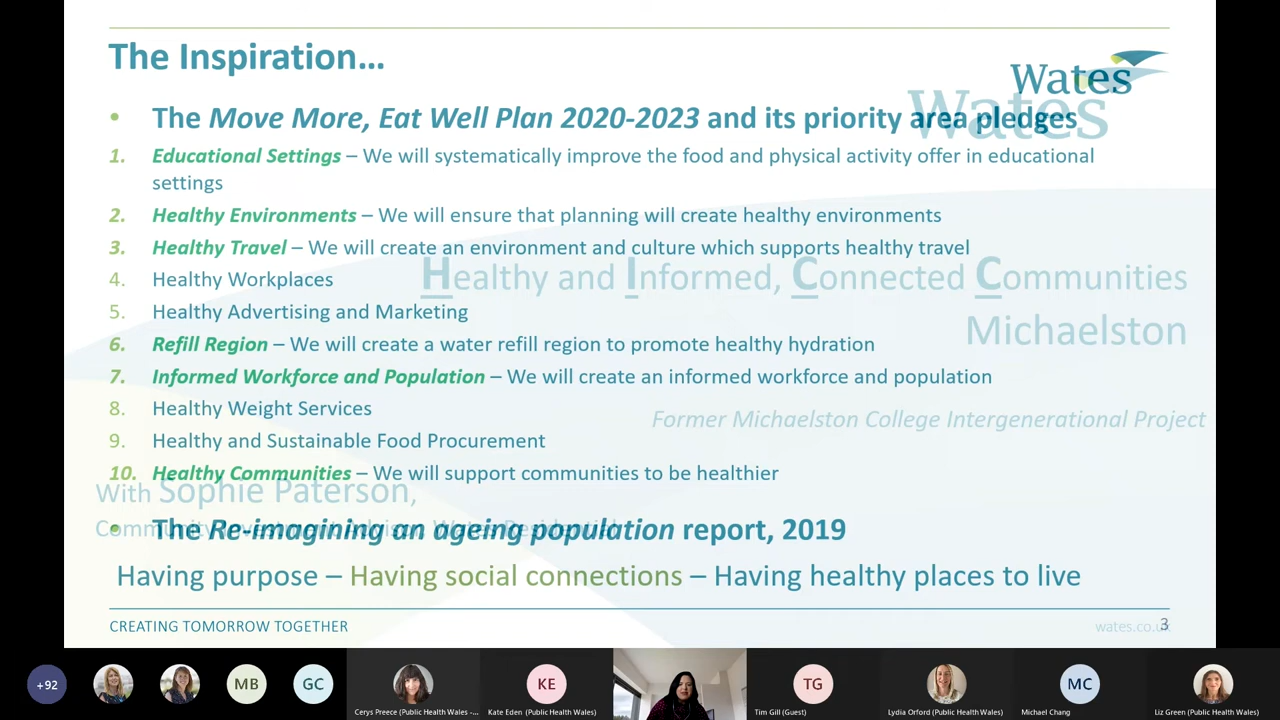 The Inspiration...
Wates
Wates
• The Move More, Eat Well Plan 2020-2023 and its priority area pledges
1. Educational Settings – We will systematically improve the food and physical activity offer in educational
settings
2. Healthy Environments – We will ensure that planning will create healthy environments
3. Healthy Travel – We will create an environment and culture which supports healthy travel
Healthy and Informed, Connected Communities
4. Healthy Workplaces
5. Healthy Advertising and Marketing
Michaelston
6. Refill Region – We will create a water refill region to promote healthy hydration
7. Informed Workforce and Population – We will create an informed workforce and population
8. Healthy Weight Services
Former Michaelston College Intergenerational Project
9. Healthy and Sustainable Food Procurement
10. Healthy Communities – We will support communities to be healthier
With Sophie Paterson,
Community Investment Advisor, Wates Residential
• The Re-imagining an ageing population report, 2019
Having purpose – Having social connections – Having healthy places to live
CREATING TOMORROW TOGETHER
wates.co.uk
3
+92
MB
GC
Cerys Preece (Public Health Wales -...
KE
Kate Eden (Public Health Wales)
TG
Tim Gill (Guest)
Lydia Orford (Public Health Wales)
MC
Michael Chang
Liz Green (Public Health Wales)